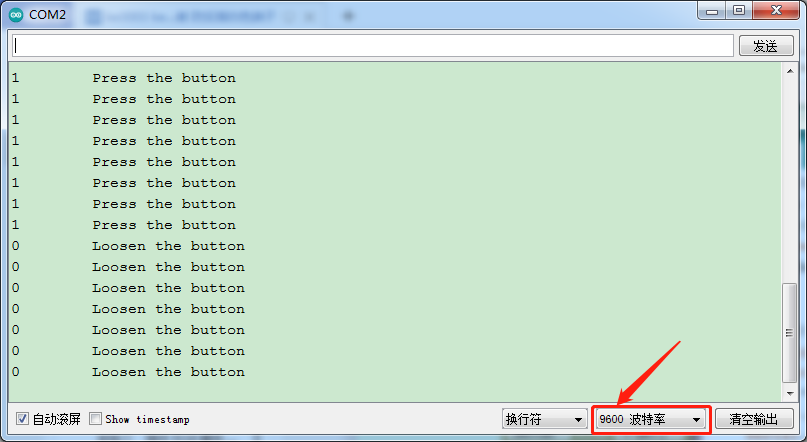 COM2
发送
1 Press the button
1 Press the button
1 Press the button
1 Press the button
1 Press the button
1 Press the button
1 Press the button
1 Press the button
0 Loosen the button
0 Loosen the button
0 Loosen the button
0 Loosen the button
0 Loosen the button
0 Loosen the button
0 Loosen the button
自动滚屏 Show timestamp 换行符 9600 波特率 清空输出